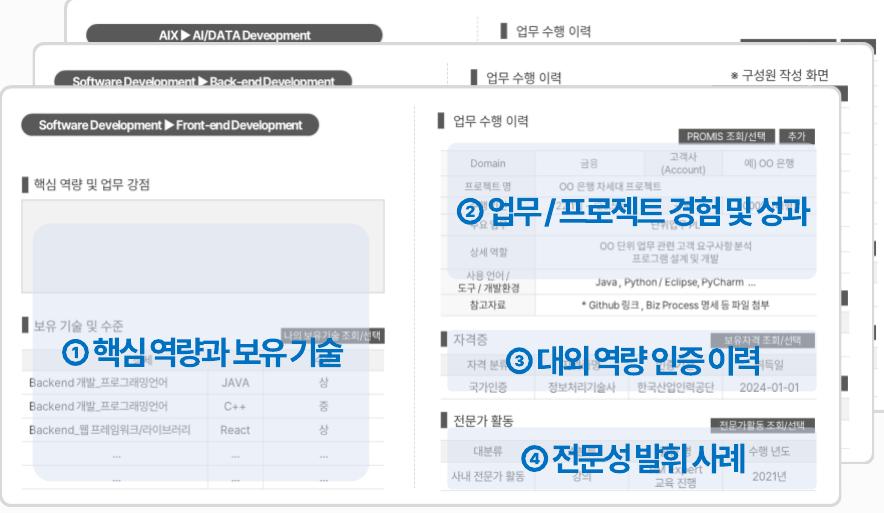 AIX ▶ AI/DATA Deveopment
업무 수행 이력
Software Development ▶ Back-end Development
업무 수행 이력
※ 구성원 작성 화면
Software Development ▶ Front-end Development
핵심 역량 및 업무 강점
보유 기술 및 수준
나의 보유기술 조회/선택
① 핵심 역량과 보유 기술
Backend 개발_프로그래밍언어 JAVA 상
Backend 개발_프로그래밍언어 C++ 중
Backend_웹 프레임워크/라이브러리 React 상
... ... ...
... ... ...
업무 수행 이력
PROMIS 조회/선택 추가
Domain 금융 고객사 (Account) 예) OO 은행
프로젝트 명 OO 은행 차세대 프로젝트
② 업무 / 프로젝트 경험 및 성과
상세 역할 OO 단위 업무 관련 고객 요구사항 분석
프로그램 설계 및 개발
사용 언어 /
도구 / 개발환경 Java , Python / Eclipse, PyCharm ...
참고자료 * Github 링크 , Biz Process 명세 등 파일 첨부
자격증
보유자격 조회/선택
자격 분류
③ 대외 역량 인증 이력
국가인증 정보처리기술사 한국산업인력공단 2024-01-01
전문가 활동
전문가활동 조회/선택
대분류 수행 년도
④ 전문성 발휘 사례
사내 전문가 활동 강의 2021년
교육 진행